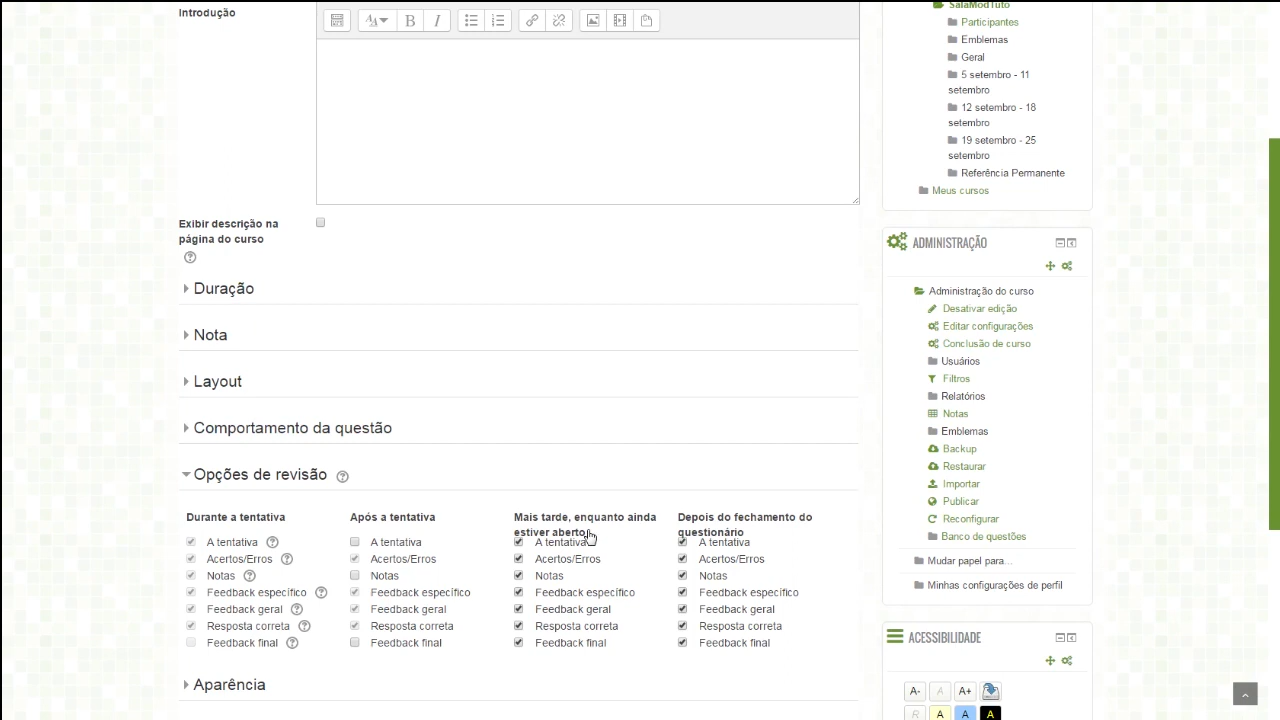 Introdução
Exibir descrição na
página do curso
Duração
Nota
Layout
Comportamento da questão
Opções de revisão
Durante a tentativa
A tentativa
Acertos/Erros
Notas
Feedback específico
Feedback geral
Resposta correta
Feedback final
Após a tentativa
A tentativa
Acertos/Erros
Notas
Feedback específico
Feedback geral
Resposta correta
Feedback final
Mais tarde, enquanto ainda
estiver aberto
A tentativa
Acertos/Erros
Notas
Feedback específico
Feedback geral
Resposta correta
Feedback final
Depois do fechamento do
questionário
A tentativa
Acertos/Erros
Notas
Feedback específico
Feedback geral
Resposta correta
Feedback final
Aparência
SalaModTuto
Participantes
Emblemas
Geral
5 setembro - 11
setembro
12 setembro - 18
setembro
19 setembro - 25
setembro
Referência Permanente
Meus cursos
ADMINISTRAÇÃO
Administração do curso
Desativar edição
Editar configurações
Conclusão de curso
Usuários
Filtros
Relatórios
Notas
Emblemas
Backup
Restaurar
Importar
Publicar
Reconfigurar
Banco de questões
Mudar papel para...
Minhas configurações de perfil
ACESSIBILIDADE
A- A A+
R A A A